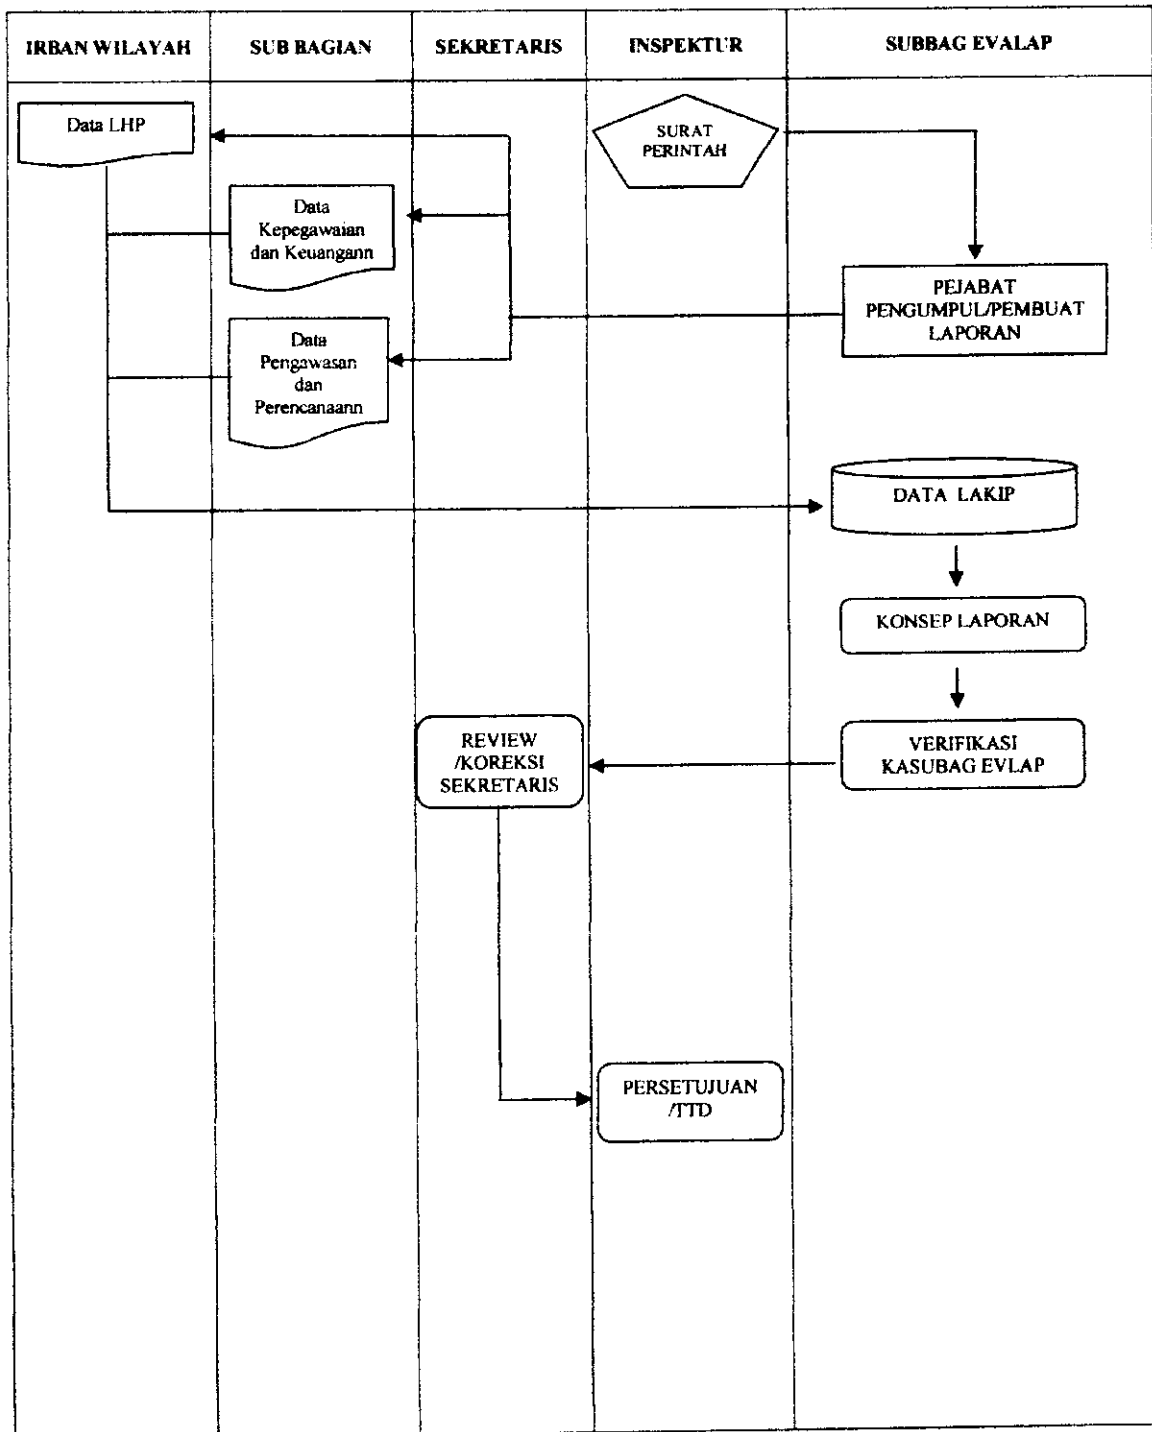 IRBAN WILAYAH
SUB BAGIAN
SEKRETARIS
INSPEKTUR
SUBBAG EVALAP
Data LHP
SURAT
PERINTAH
Data
Kepegawaian
dan Keuangann
PEJABAT
PENGUMPUL/PEMBUAT
LAPORAN
Data
Pengawasan
dan
Perencanaann
DATA LAKIP
KONSEP LAPORAN
VERIFIKASI
KASUBAG EVLAP
REVIEW
/KOREKSI
SEKRETARIS
PERSETUJUAN
/TTD